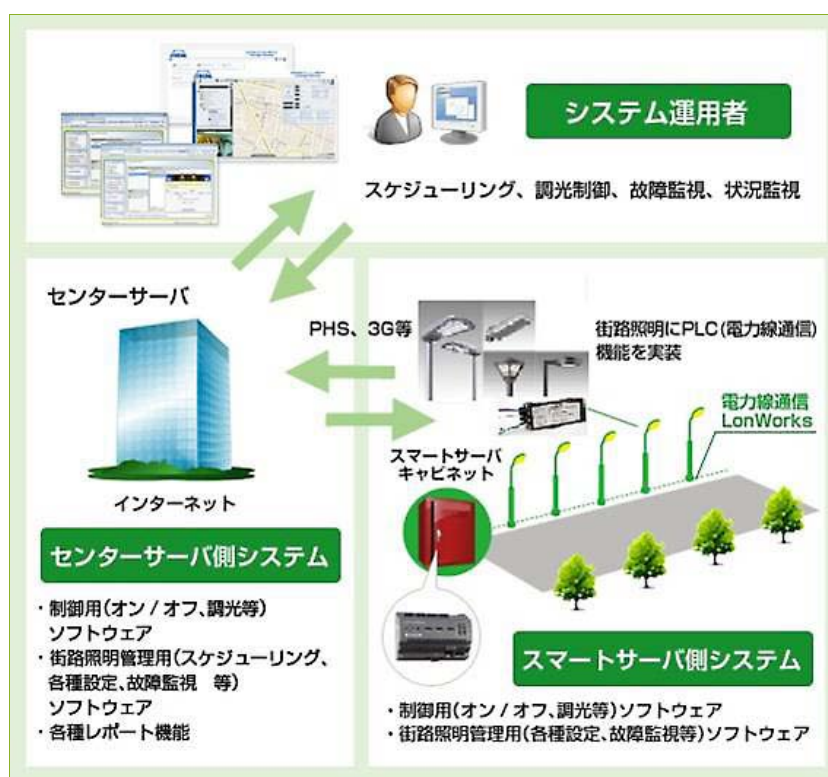 システム運用者
スケジューリング、調光制御、故障監視、状況監視
センターサーバ
インターネット
センターサーバ側システム
・制御用(オン / オフ、調光等)
ソフトウェア
・街路照明管理用(スケジューリング、
各種設定、故障監視　等)
ソフトウェア
・各種レポート機能
PHS、3G等
街路照明にPLC(電力線通信)
機能を実装
電力線通信
LonWorks
スマートサーバ
キャビネット
スマートサーバ側システム
・制御用(オン / オフ、調光等)ソフトウェア
・街路照明管理用(各種設定、故障監視等)ソフトウェア